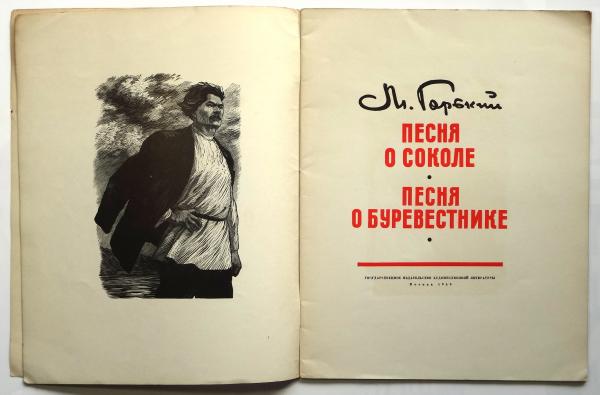 М. Горький
ПЕСНЯ
О СОКОЛЕ
•
ПЕСНЯ
О БУРЕВЕСТНИКЕ
•
ГОСУДАРСТВЕННОЕ ИЗДАТЕЛЬСТВО ХУДОЖЕСТВЕННОЙ ЛИТЕРАТУРЫ
Москва